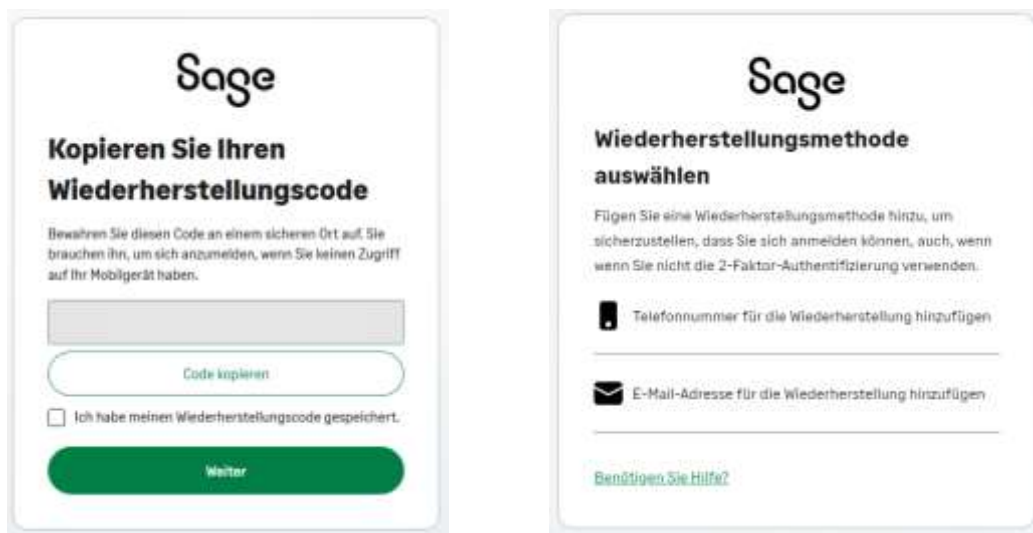 Sage
Kopieren Sie Ihren
Wiederherstellungscode
Bewahren Sie diesen Code an einem sicheren Ort auf. Sie
brauchen ihn, um sich anzumelden, wenn Sie keinen Zugriff
auf Ihr Mobilgerät haben.
Code kopieren
Ich habe meinen Wiederherstellungscode gespeichert.
Weiter
Sage
Wiederherstellungsmethode
auswählen
Fügen Sie eine Wiederherstellungsmethode hinzu, um
sicherzustellen, dass Sie sich anmelden können, auch, wenn
wenn Sie nicht die 2-Faktor-Authentifizierung verwenden.
Telefonnummer für die Wiederherstellung hinzufügen
E-Mail-Adresse für die Wiederherstellung hinzufügen
Benötigen Sie Hilfe?